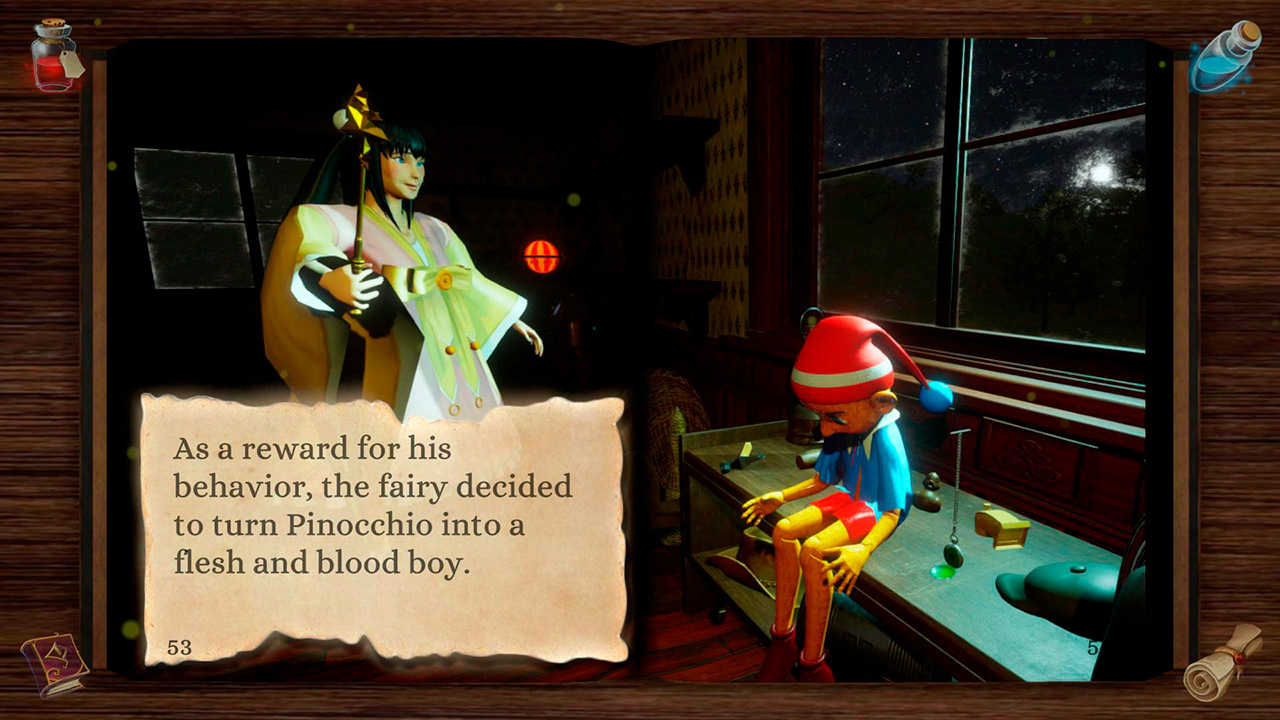 As a reward for his
behavior, the fairy decided
to turn Pinocchio into a
flesh and blood boy.
53